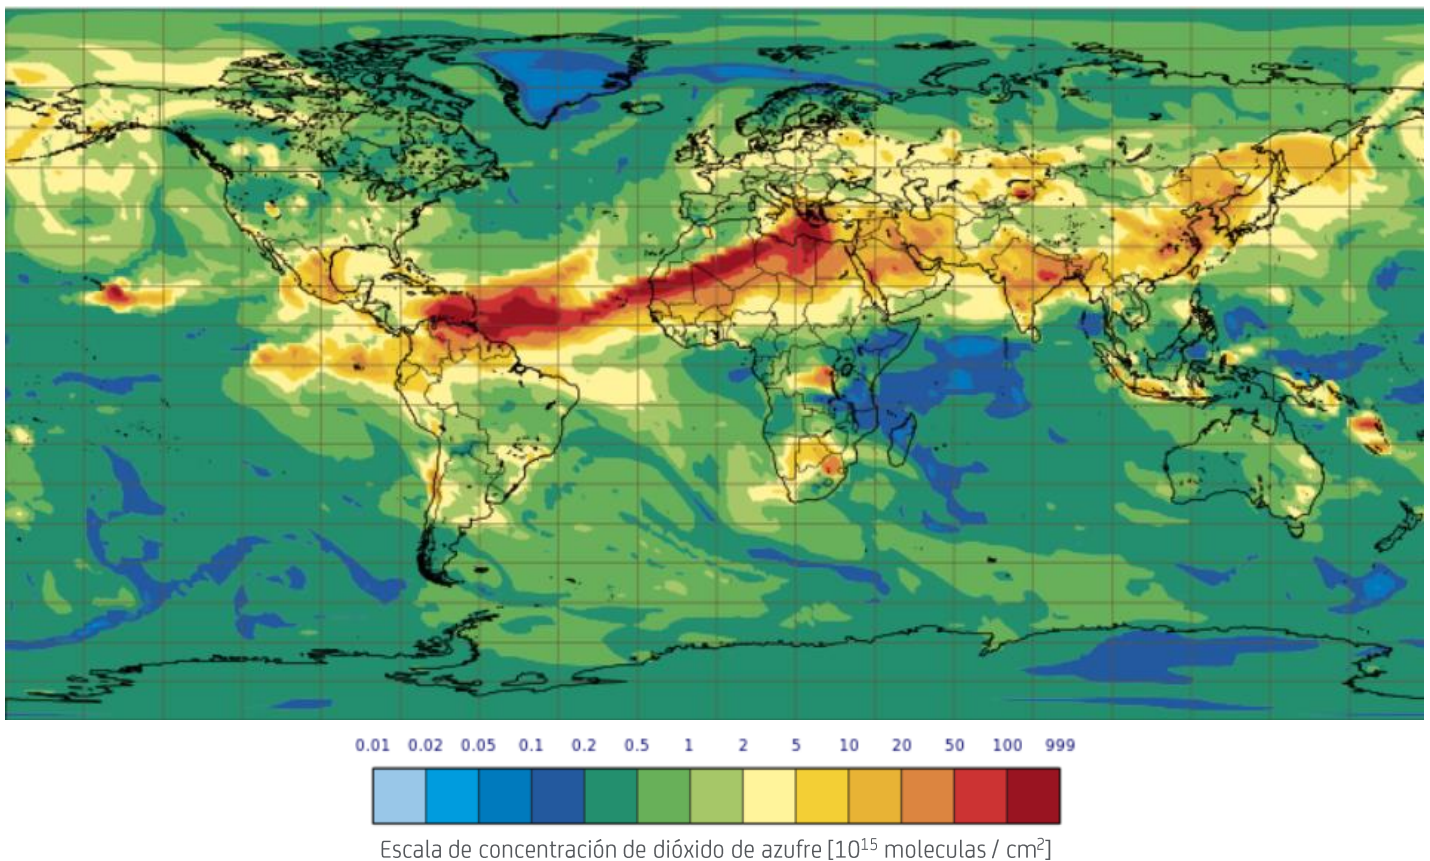 0.01 0.02 0.05 0.1 0.2 0.5 1 2 5 10 20 50 100 999
Escala de concentración de dióxido de azufre [10¹⁵ moleculas / cm²]